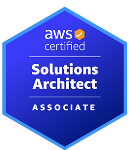 aws
certified
Solutions
Architect
ASSOCIATE